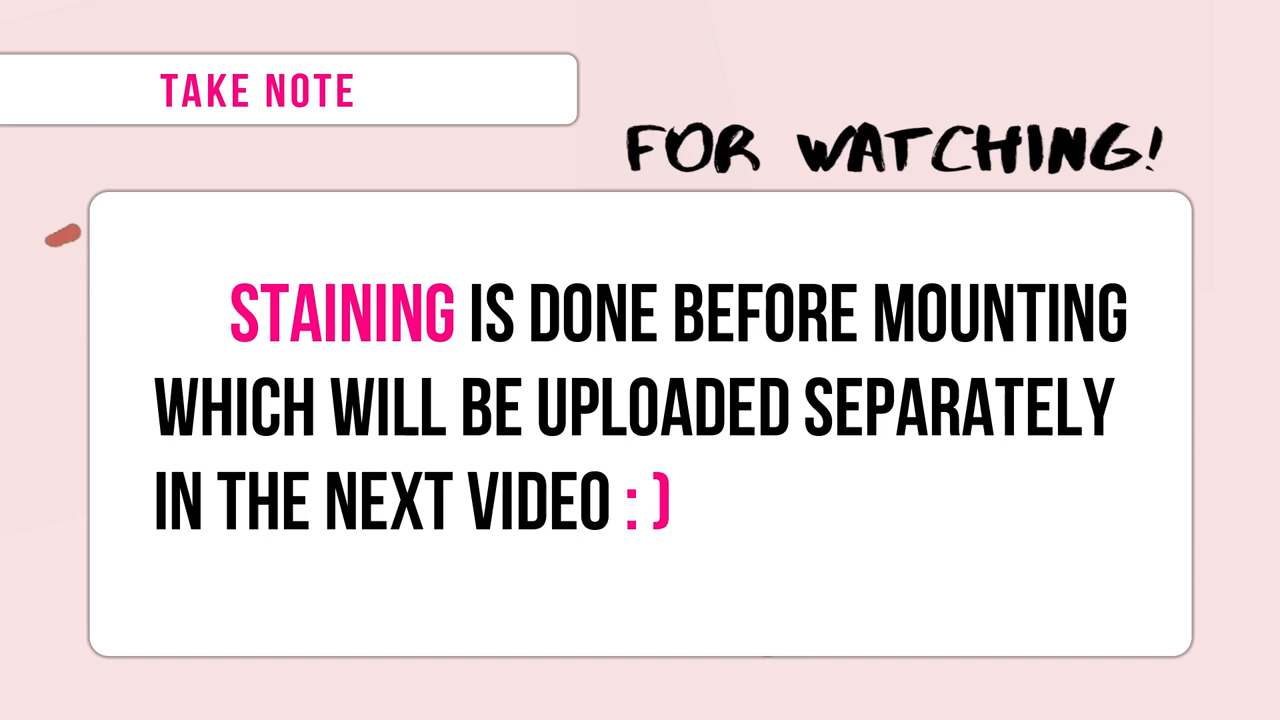 TAKE NOTE
FOR WATCHING!
STAINING IS DONE BEFORE MOUNTING
WHICH WILL BE UPLOADED SEPARATELY
IN THE NEXT VIDEO : )